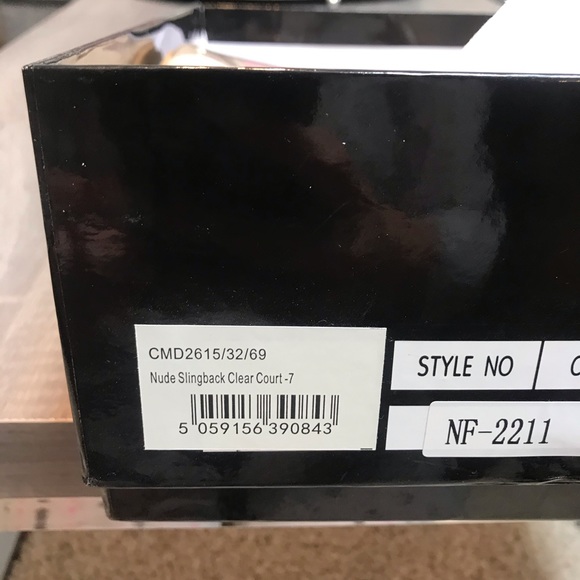 CMD2615/32/69
Nude Slingback Clear Court -7
5 059156 390843
STYLE NO
NF-2211